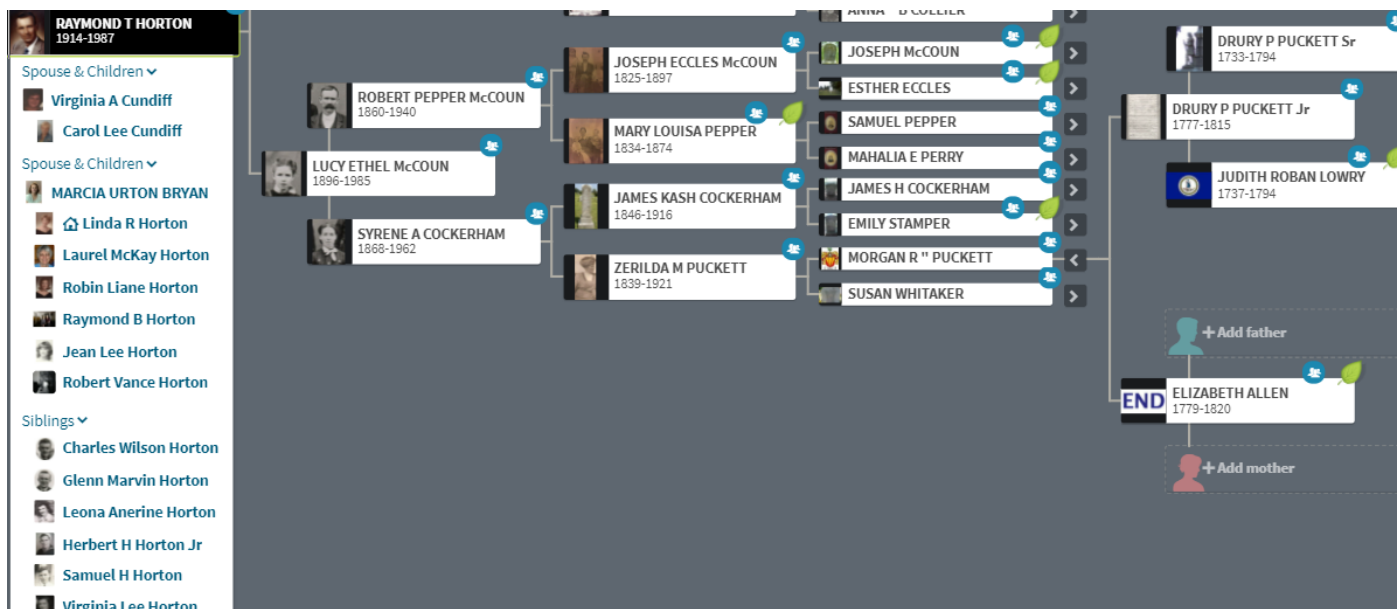 RAYMOND T HORTON
1914-1987
Spouse & Children
Virginia A Cundiff
Carol Lee Cundiff
Spouse & Children
MARCIA URTON BRYAN
Linda R Horton
Laurel McKay Horton
Robin Liane Horton
Raymond B Horton
Jean Lee Horton
Robert Vance Horton
Siblings
Charles Wilson Horton
Glenn Marvin Horton
Leona Anerine Horton
Herbert H Horton Jr
Samuel H Horton
Virginia Lee Horton
LUCY ETHEL McCOUN
1896-1985
ROBERT PEPPER McCOUN
1860-1940
SYRENE A COCKERHAM
1868-1962
JOSEPH ECCLES McCOUN
1825-1897
MARY LOUISA PEPPER
1834-1874
JAMES KASH COCKERHAM
1846-1916
ZERILDA M PUCKETT
1839-1921
ANNA " B COLLIER
JOSEPH McCOUN
ESTHER ECCLES
SAMUEL PEPPER
MAHALIA E PERRY
JAMES H COCKERHAM
EMILY STAMPER
MORGAN R " PUCKETT
SUSAN WHITAKER
DRURY P PUCKETT Sr
1733-1794
DRURY P PUCKETT Jr
1777-1815
JUDITH ROBAN LOWRY
1737-1794
Add father
END
ELIZABETH ALLEN
1779-1820
Add mother